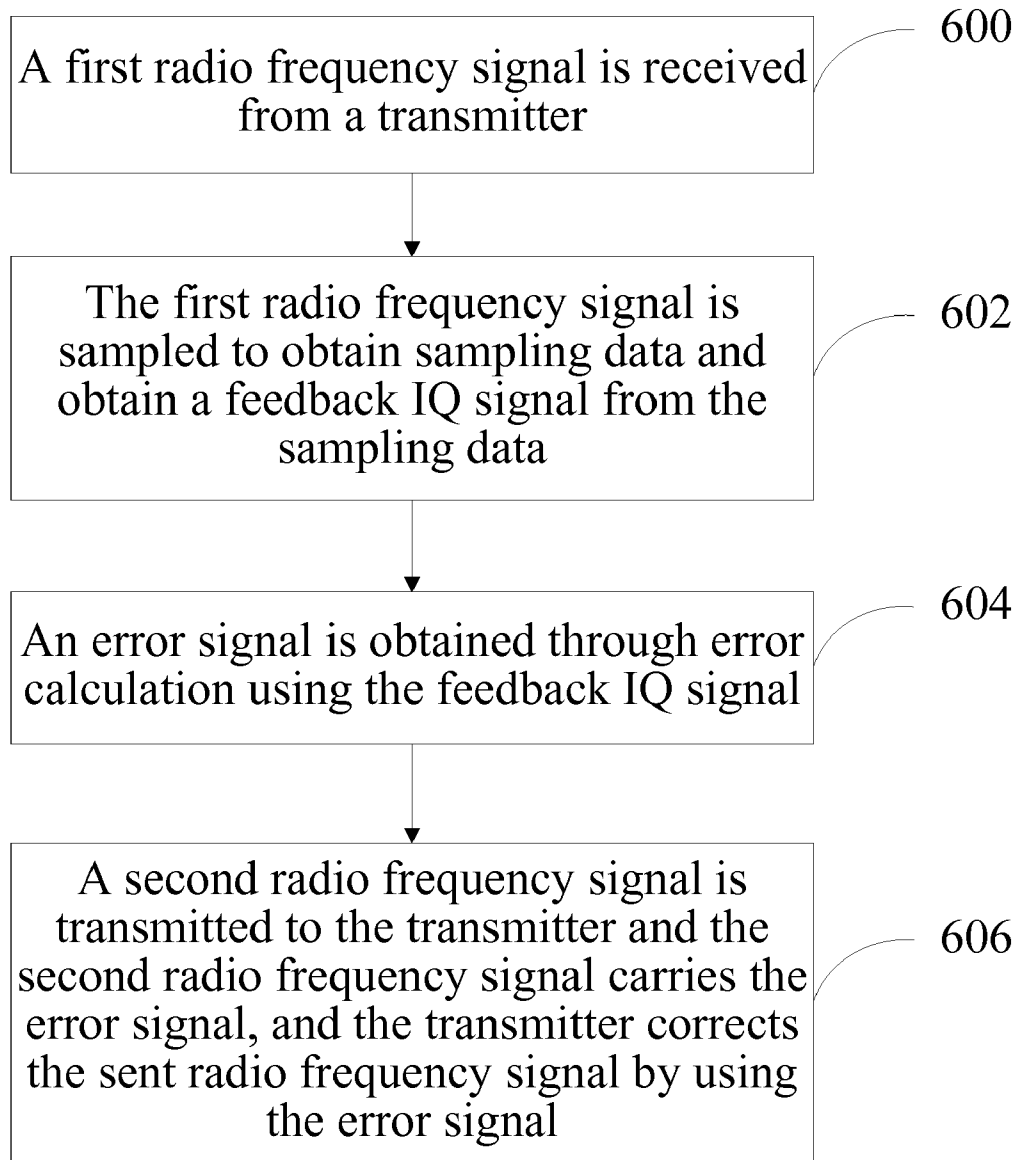 A first radio frequency signal is received
from a transmitter
600
The first radio frequency signal is
sampled to obtain sampling data and
obtain a feedback IQ signal from the
sampling data
602
An error signal is obtained through error
calculation using the feedback IQ signal
604
A second radio frequency signal is
transmitted to the transmitter and the
second radio frequency signal carries the
error signal, and the transmitter corrects
the sent radio frequency signal by using
the error signal
606